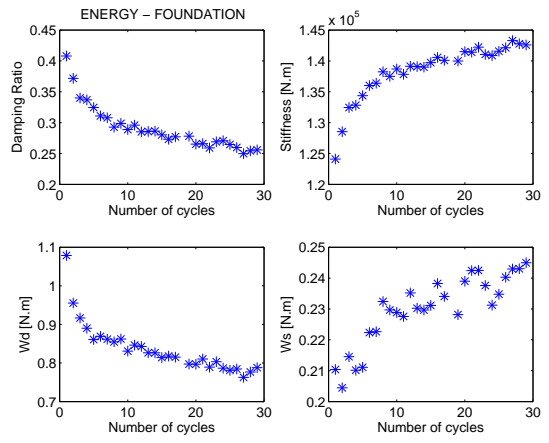 ENERGY – FOUNDATION
0.45
0.4
0.35
0.3
0.25
0.2
0 10 20 30
Damping Ratio
Number of cycles
x 10⁵
1.45
1.4
1.35
1.3
1.25
1.2
0 10 20 30
Stiffness [N.m]
Number of cycles
1.1
1
0.9
0.8
0.7
0 10 20 30
Wd [N.m]
Number of cycles
0.25
0.24
0.23
0.22
0.21
0.2
0 10 20 30
Ws [N.m]
Number of cycles